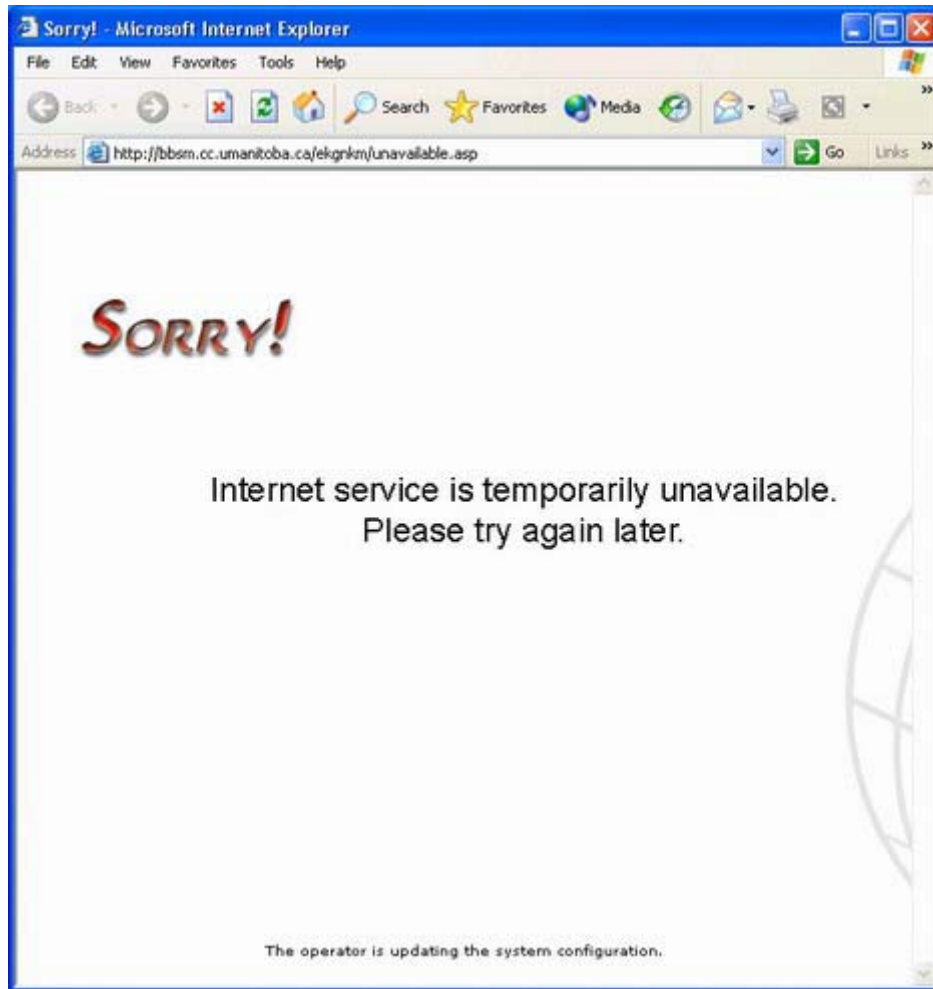 Sorry! - Microsoft Internet Explorer
File Edit View Favorites Tools Help
Back Search Favorites Media »
Address http://bbsm.cc.umanitoba.ca/ekgnkm/unavailable.asp Go Links »
SORRY!
Internet service is temporarily unavailable.
Please try again later.
The operator is updating the system configuration.